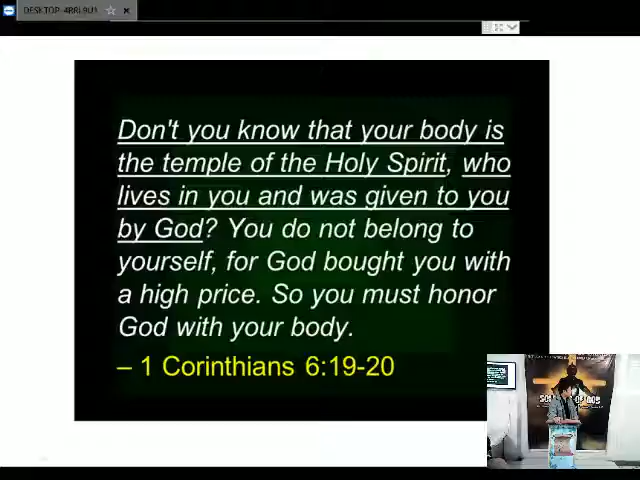 DESKTOP-4RRL9U1
Don't you know that your body is
the temple of the Holy Spirit, who
lives in you and was given to you
by God? You do not belong to
yourself, for God bought you with
a high price. So you must honor
God with your body.
– 1 Corinthians 6:19-20